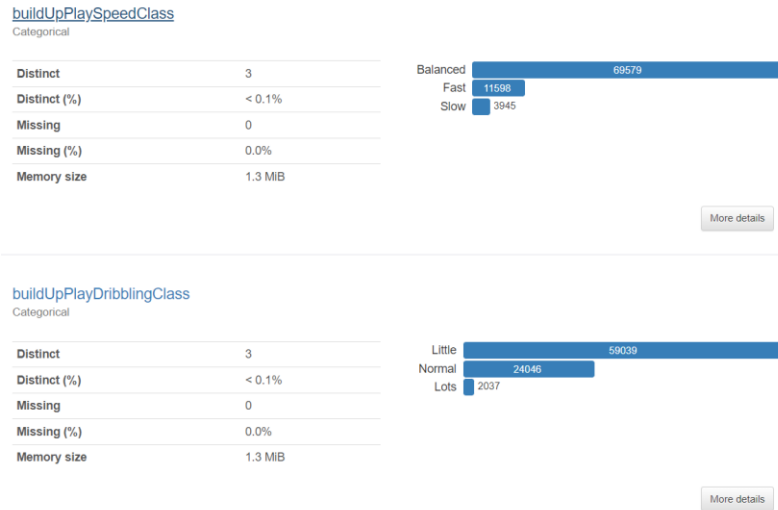 buildUpPlaySpeedClass
Categorical
Distinct 3
Distinct (%) < 0.1%
Missing 0
Missing (%) 0.0%
Memory size 1.3 MiB
Balanced 69579
Fast 11598
Slow 3945
More details
buildUpPlayDribblingClass
Categorical
Distinct 3
Distinct (%) < 0.1%
Missing 0
Missing (%) 0.0%
Memory size 1.3 MiB
Little 59039
Normal 24046
Lots 2037
More details